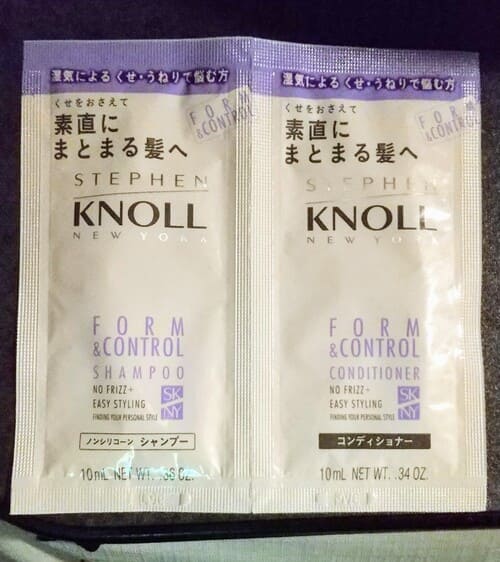 湿気による くせ・うねりで悩む方
くせをおさえて
素直に
まとまる髪へ
FORM
&CONTROL
STEPHEN
KNOLL
NEW YORK
FORM
&CONTROL
SHAMPOO
NO FRIZZ+
EASY STYLING
FINDING YOUR PERSONAL STYLE
SK
NY
ノンシリコーン シャンプー
10mL NET WT. .36 OZ.
湿気による くせ・うねりで悩む方
くせをおさえて
素直に
まとまる髪へ
FORM
&CONTROL
STEPHEN
KNOLL
NEW YORK
FORM
&CONTROL
CONDITIONER
NO FRIZZ+
EASY STYLING
FINDING YOUR PERSONAL STYLE
SK
NY
コンディショナー
10mL NET WT. .34 OZ.